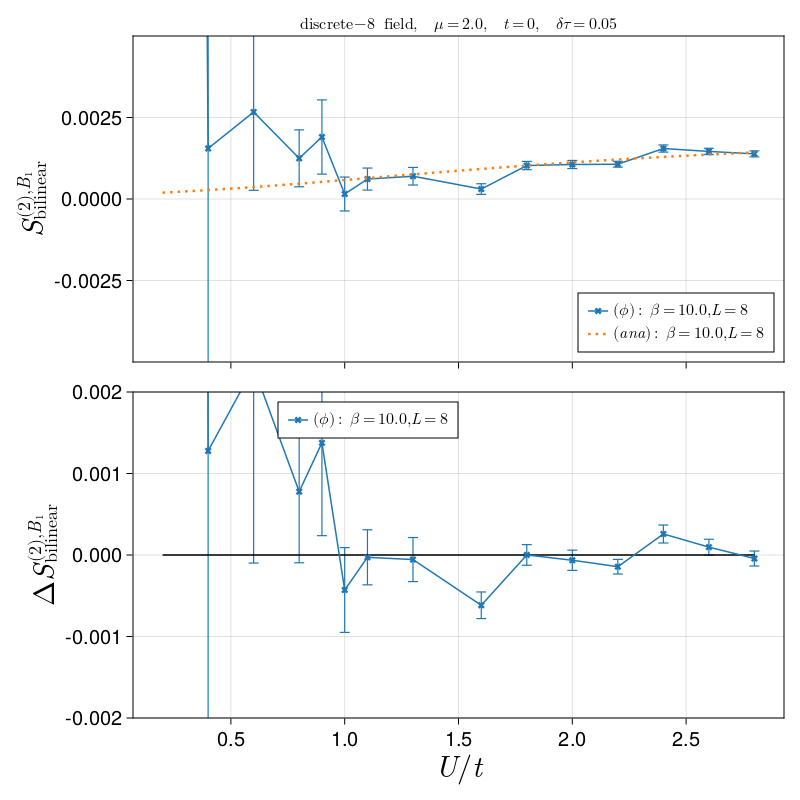 discrete−8 field, μ=2.0, t=0, δτ=0.05
S^{(2),B_1}_{bilinear}
0.0025
0.0000
-0.0025
(ϕ): β=10.0,L=8
(ana): β=10.0,L=8
ΔS^{(2),B_1}_{bilinear}
0.002
0.001
0.000
-0.001
-0.002
(ϕ): β=10.0,L=8
0.5 1.0 1.5 2.0 2.5
U/t